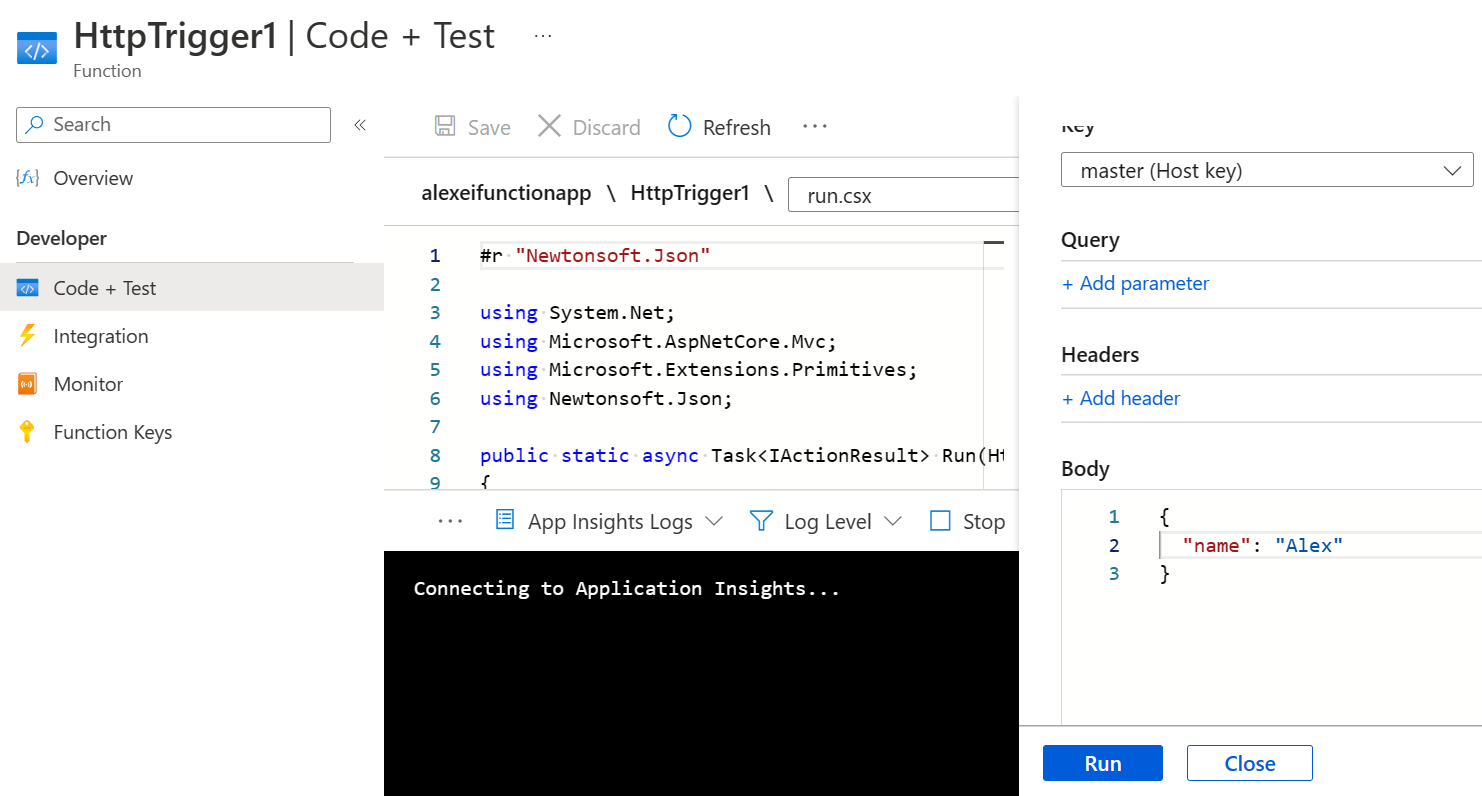 HttpTrigger1 | Code + Test ...
Function
Search «
Overview
Developer
Code + Test
Integration
Monitor
Function Keys
Save Discard Refresh ...
alexeifunctionapp \ HttpTrigger1 \ run.csx
1 #r "Newtonsoft.Json"
2
3 using System.Net;
4 using Microsoft.AspNetCore.Mvc;
5 using Microsoft.Extensions.Primitives;
6 using Newtonsoft.Json;
7
8 public static async Task<IActionResult> Run(Ht
9 {
... App Insights Logs Log Level Stop
Connecting to Application Insights...
Key
master (Host key)
Query
+ Add parameter
Headers
+ Add header
Body
1 {
2 "name": "Alex"
3 }
Run Close